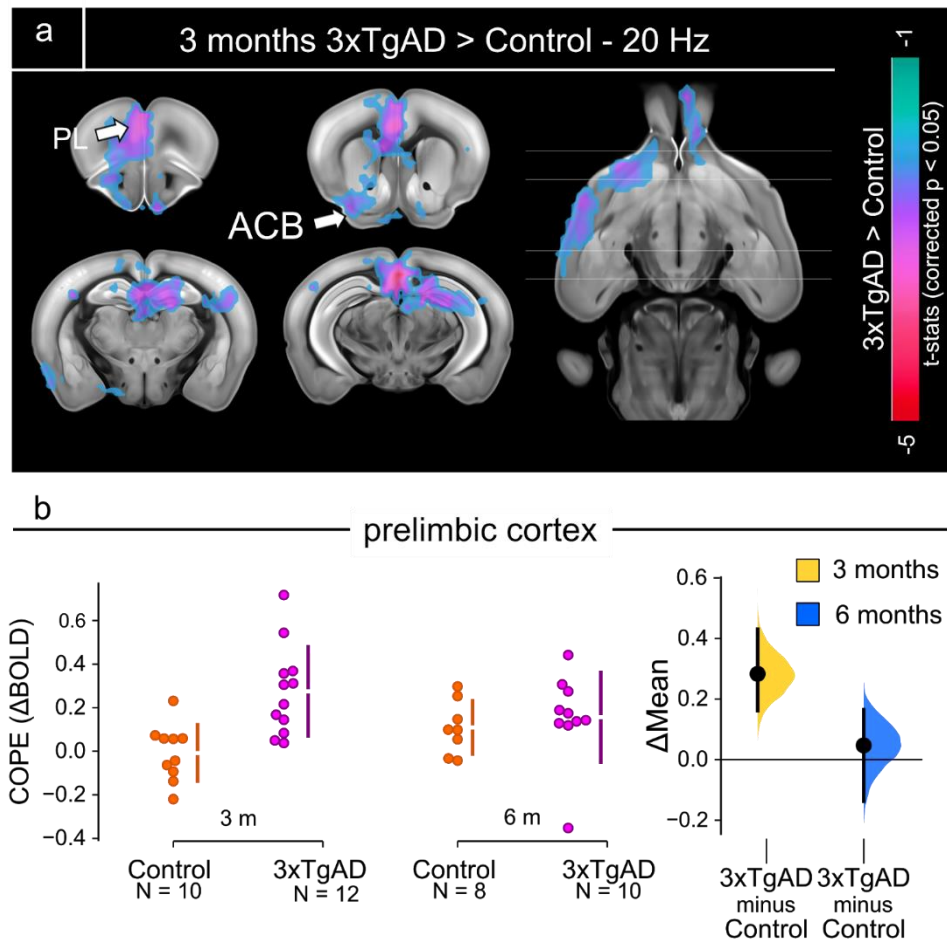 a
3 months 3xTgAD > Control - 20 Hz
PL
ACB
-1
3xTgAD > Control
t-stats (corrected p < 0.05)
-5
b
prelimbic cortex
COPE (ΔBOLD)
0.6
0.4
0.2
0.0
−0.2
−0.4
3 m
6 m
Control
N = 10
3xTgAD
N = 12
Control
N = 8
3xTgAD
N = 10
3 months
6 months
ΔMean
0.6
0.4
0.2
0.0
−0.2
3xTgAD
minus
Control
3xTgAD
minus
Control